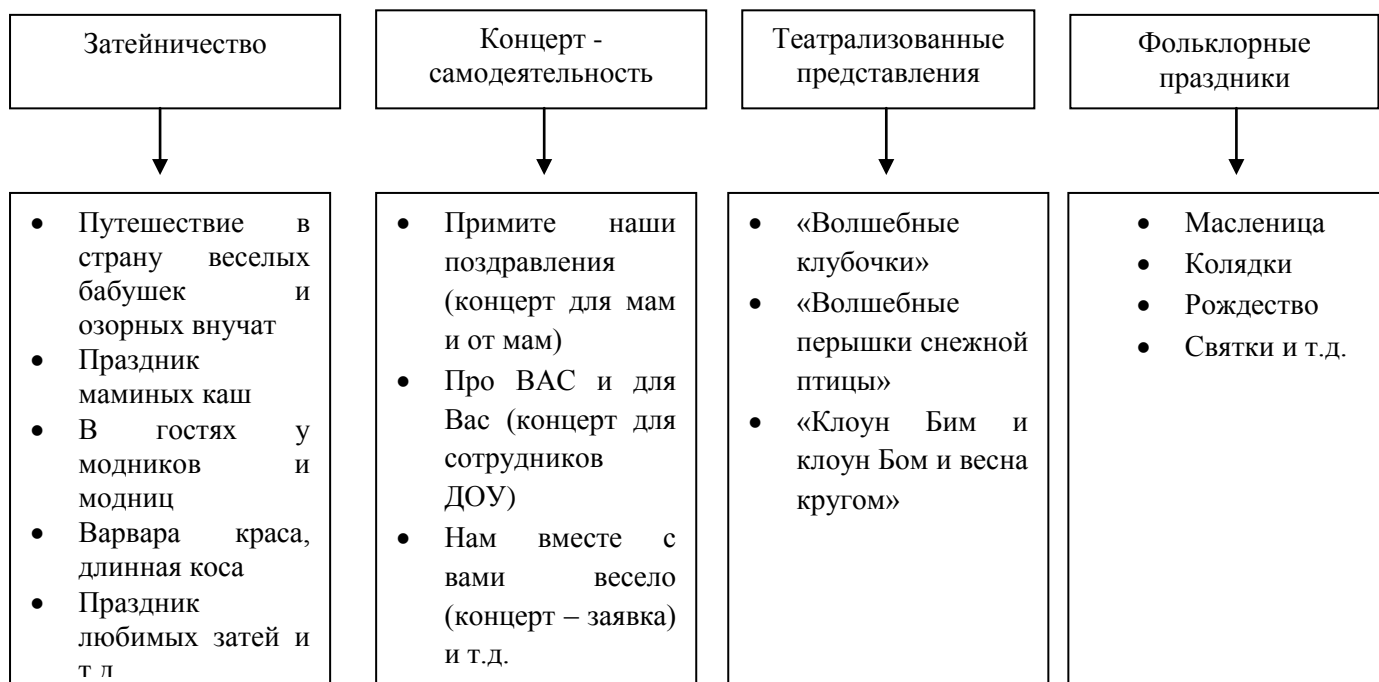 Затейничество
Концерт -
самодеятельность
Театрализованные
представления
Фольклорные
праздники
• Путешествие в
страну веселых
бабушек и
озорных внучат
• Праздник
маминых каш
• В гостях у
модников и
модниц
• Варвара краса,
длинная коса
• Праздник
любимых затей и
т.д
• Примите наши
поздравления
(концерт для мам
и от мам)
• Про ВАС и для
Вас (концерт для
сотрудников
ДОУ)
• Нам вместе с
вами весело
(концерт – заявка)
и т.д.
• «Волшебные
клубочки»
• «Волшебные
перышки снежной
птицы»
• «Клоун Бим и
клоун Бом и весна
кругом»
• Масленица
• Колядки
• Рождество
• Святки и т.д.